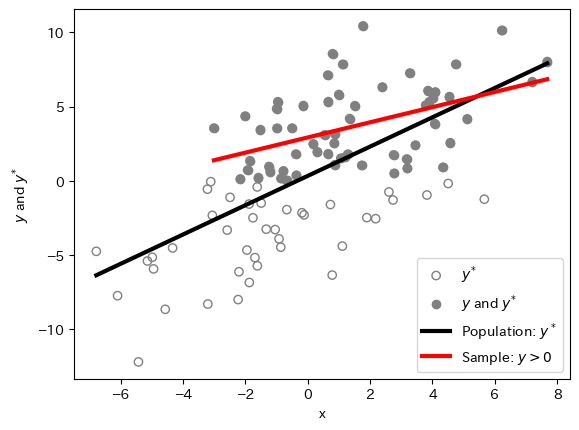 10
5
0
−5
−10
y and y*
−6
−4
−2
0
2
4
6
8
x
y*
y and y*
Population: y*
Sample: y > 0